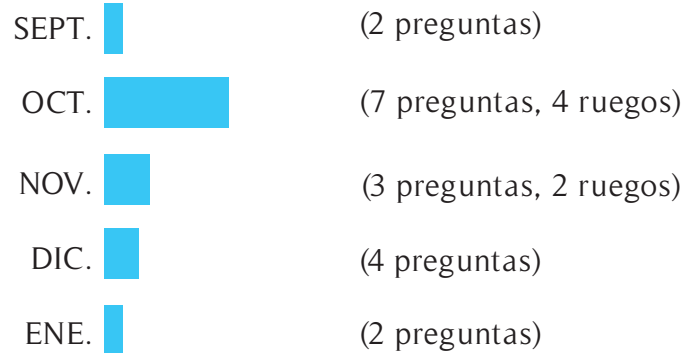 SEPT. (2 preguntas)
OCT. (7 preguntas, 4 ruegos)
NOV. (3 preguntas, 2 ruegos)
DIC. (4 preguntas)
ENE. (2 preguntas)